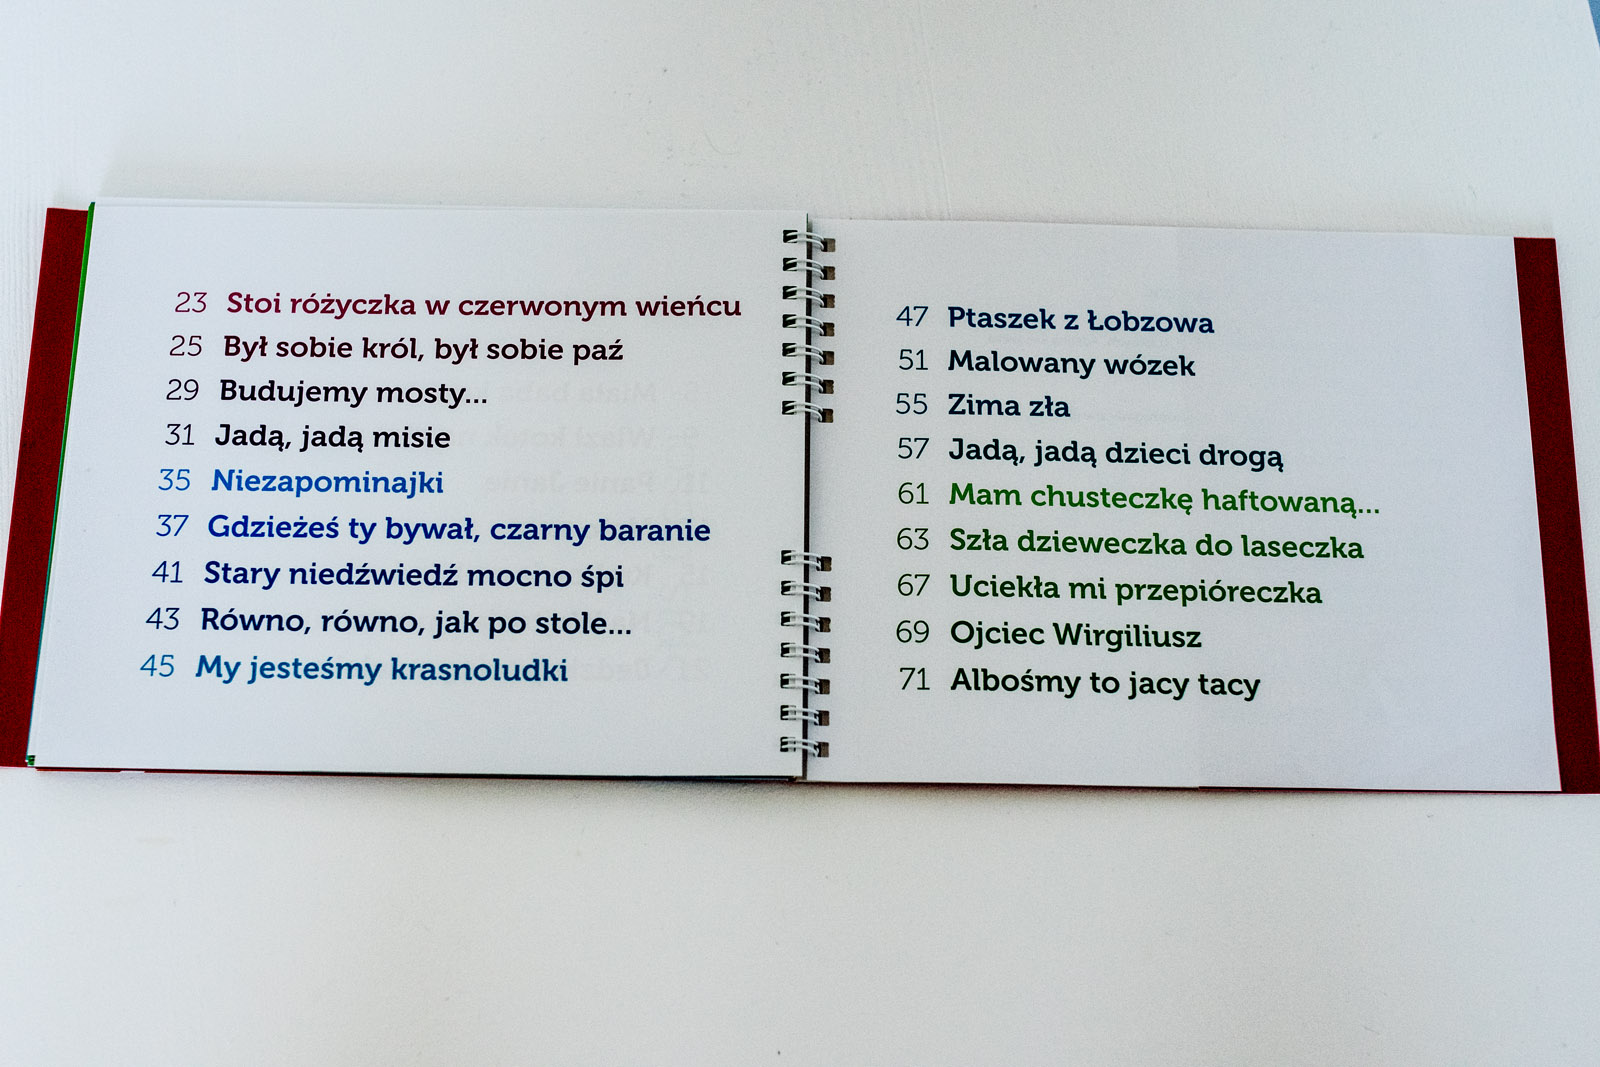 23 Stoi różyczka w czerwonym wieńcu
25 Był sobie król, był sobie paź
29 Budujemy mosty...
31 Jadą, jadą misie
35 Niezapominajki
37 Gdzieżeś ty bywał, czarny baranie
41 Stary niedźwiedź mocno śpi
43 Równo, równo, jak po stole...
45 My jesteśmy krasnoludki
47 Ptaszek z Łobzowa
51 Malowany wózek
55 Zima zła
57 Jadą, jadą dzieci drogą
61 Mam chusteczkę haftowaną...
63 Szła dzieweczka do laseczka
67 Uciekła mi przepióreczka
69 Ojciec Wirgiliusz
71 Albośmy to jacy tacy